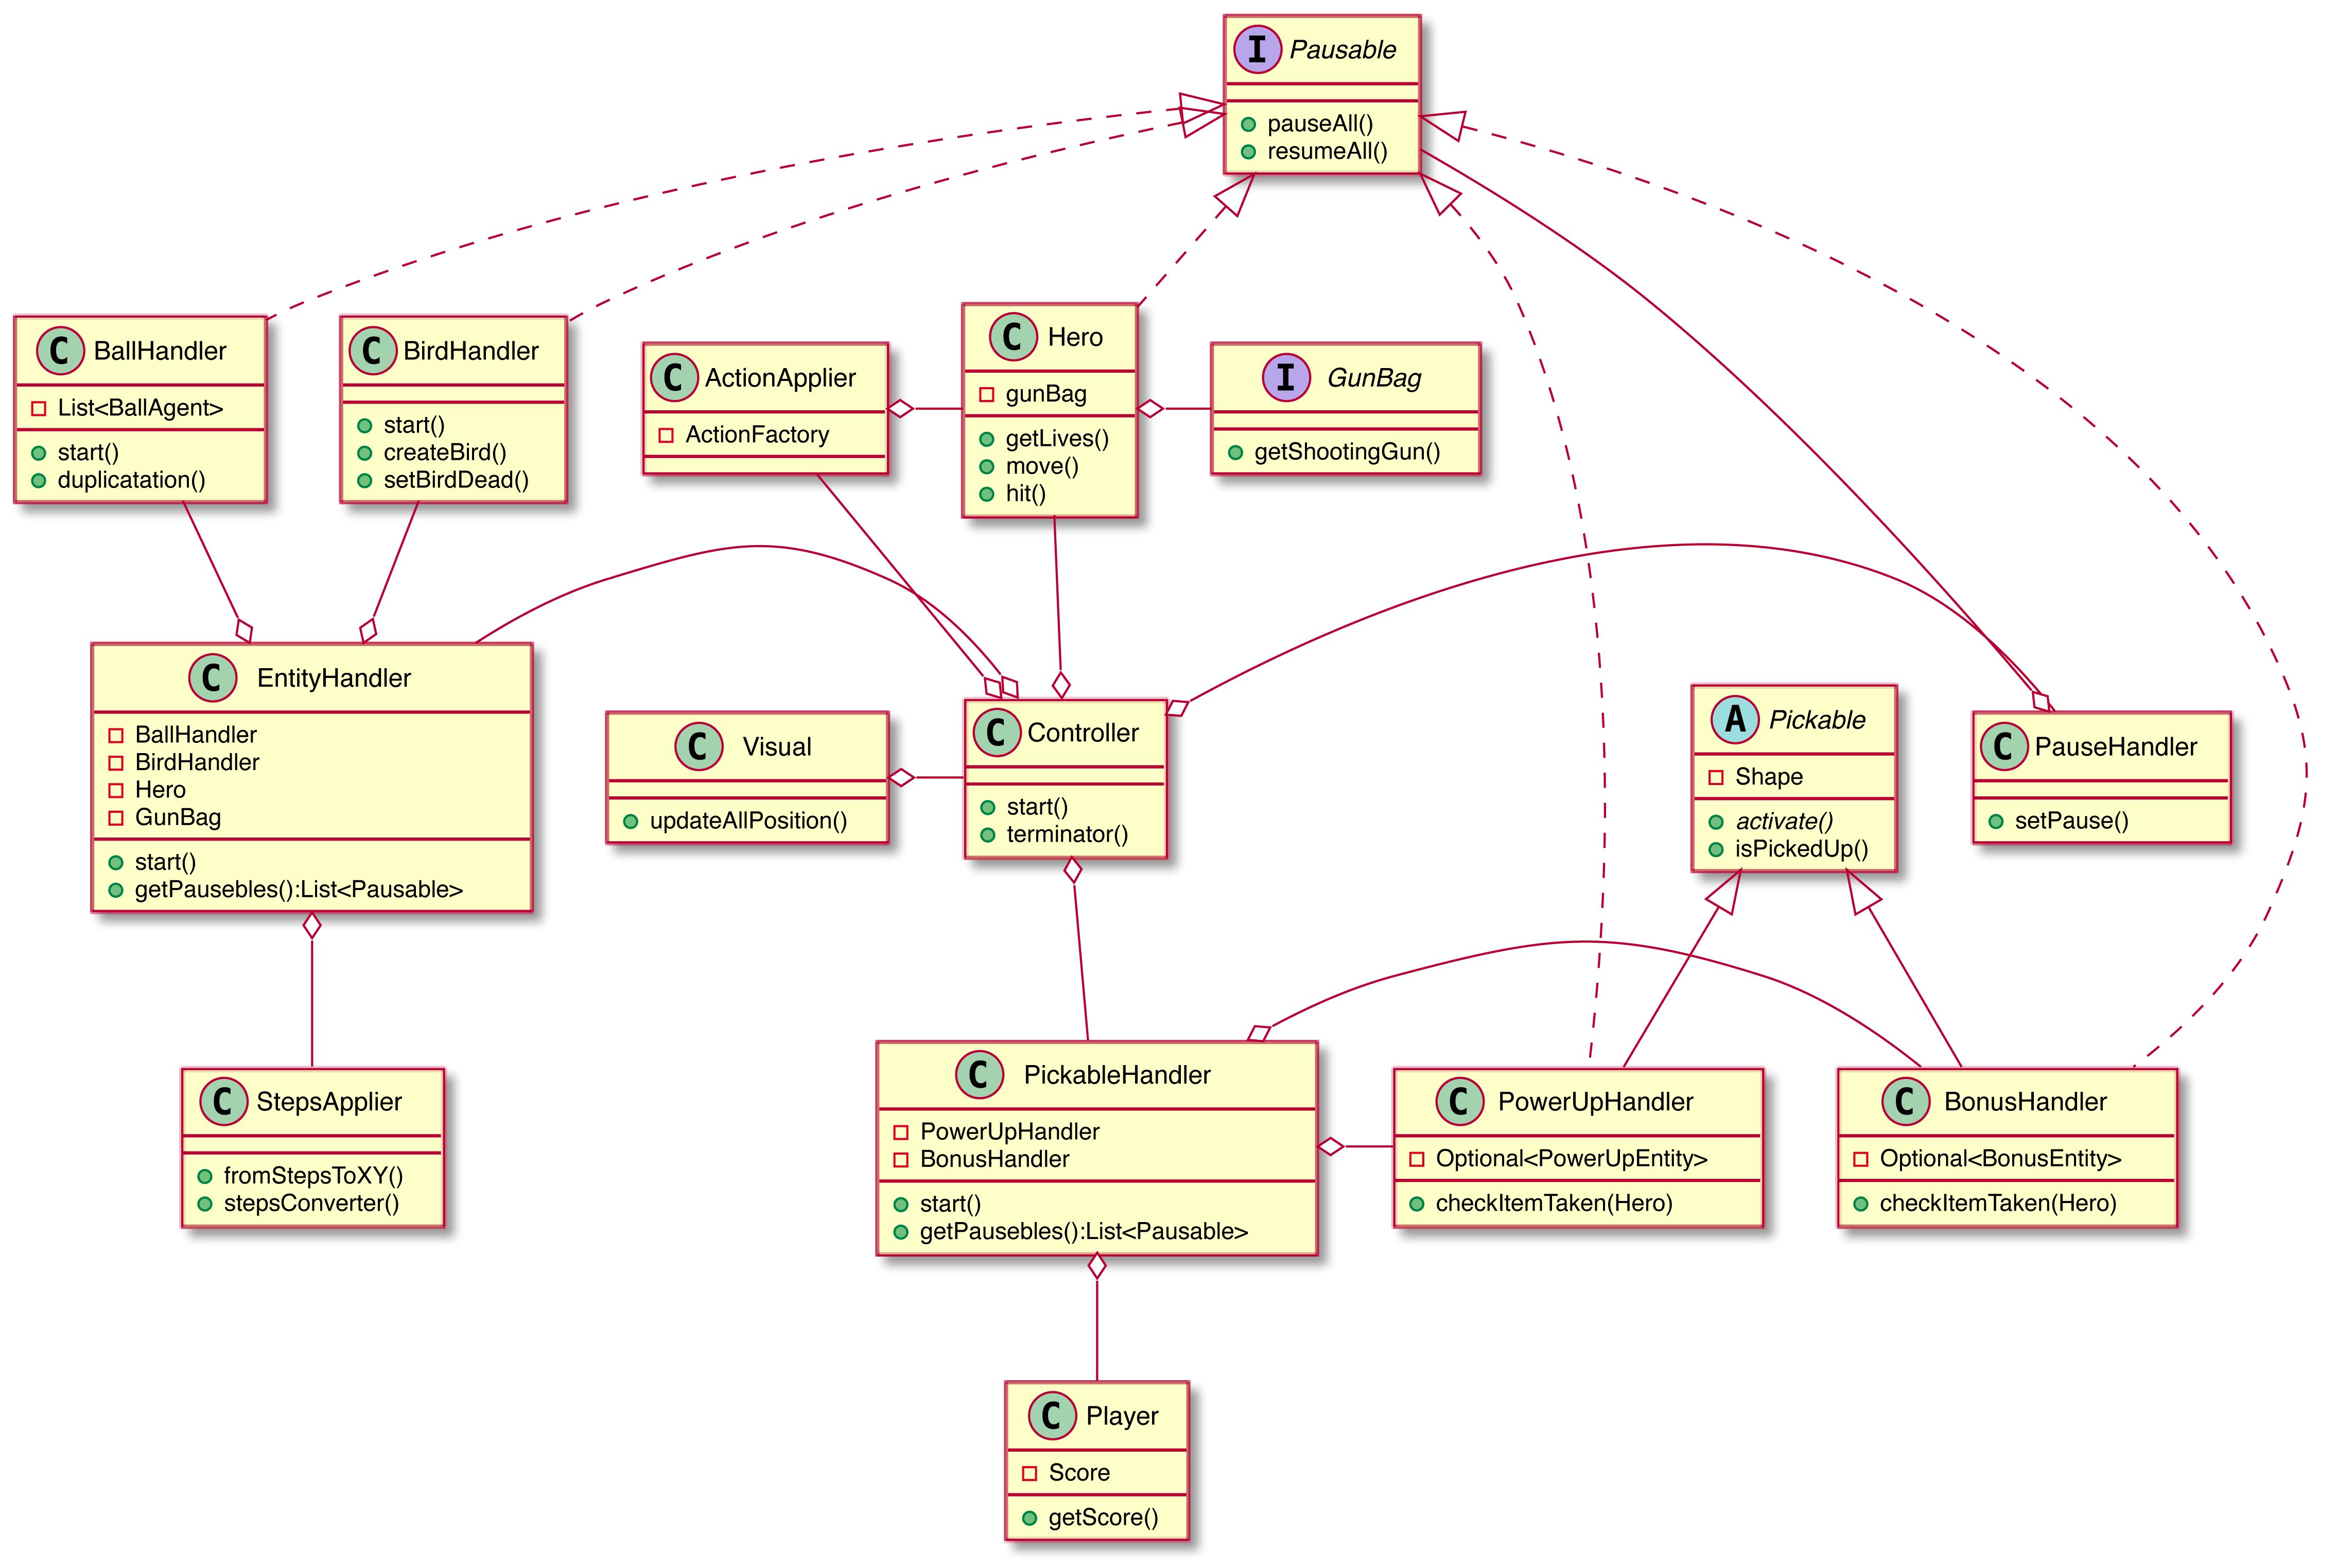 I Pausable
pauseAll()
resumeAll()
C BallHandler
List<BallAgent>
start()
duplicatation()
C BirdHandler
start()
createBird()
setBirdDead()
C ActionApplier
ActionFactory
C Hero
gunBag
getLives()
move()
hit()
I GunBag
getShootingGun()
C EntityHandler
BallHandler
BirdHandler
Hero
GunBag
start()
getPausebles():List<Pausable>
C Visual
updateAllPosition()
C Controller
start()
terminator()
A Pickable
Shape
activate()
isPickedUp()
C PauseHandler
setPause()
C StepsApplier
fromStepsToXY()
stepsConverter()
C PickableHandler
PowerUpHandler
BonusHandler
start()
getPausebles():List<Pausable>
C PowerUpHandler
Optional<PowerUpEntity>
checkItemTaken(Hero)
C BonusHandler
Optional<BonusEntity>
checkItemTaken(Hero)
C Player
Score
getScore()